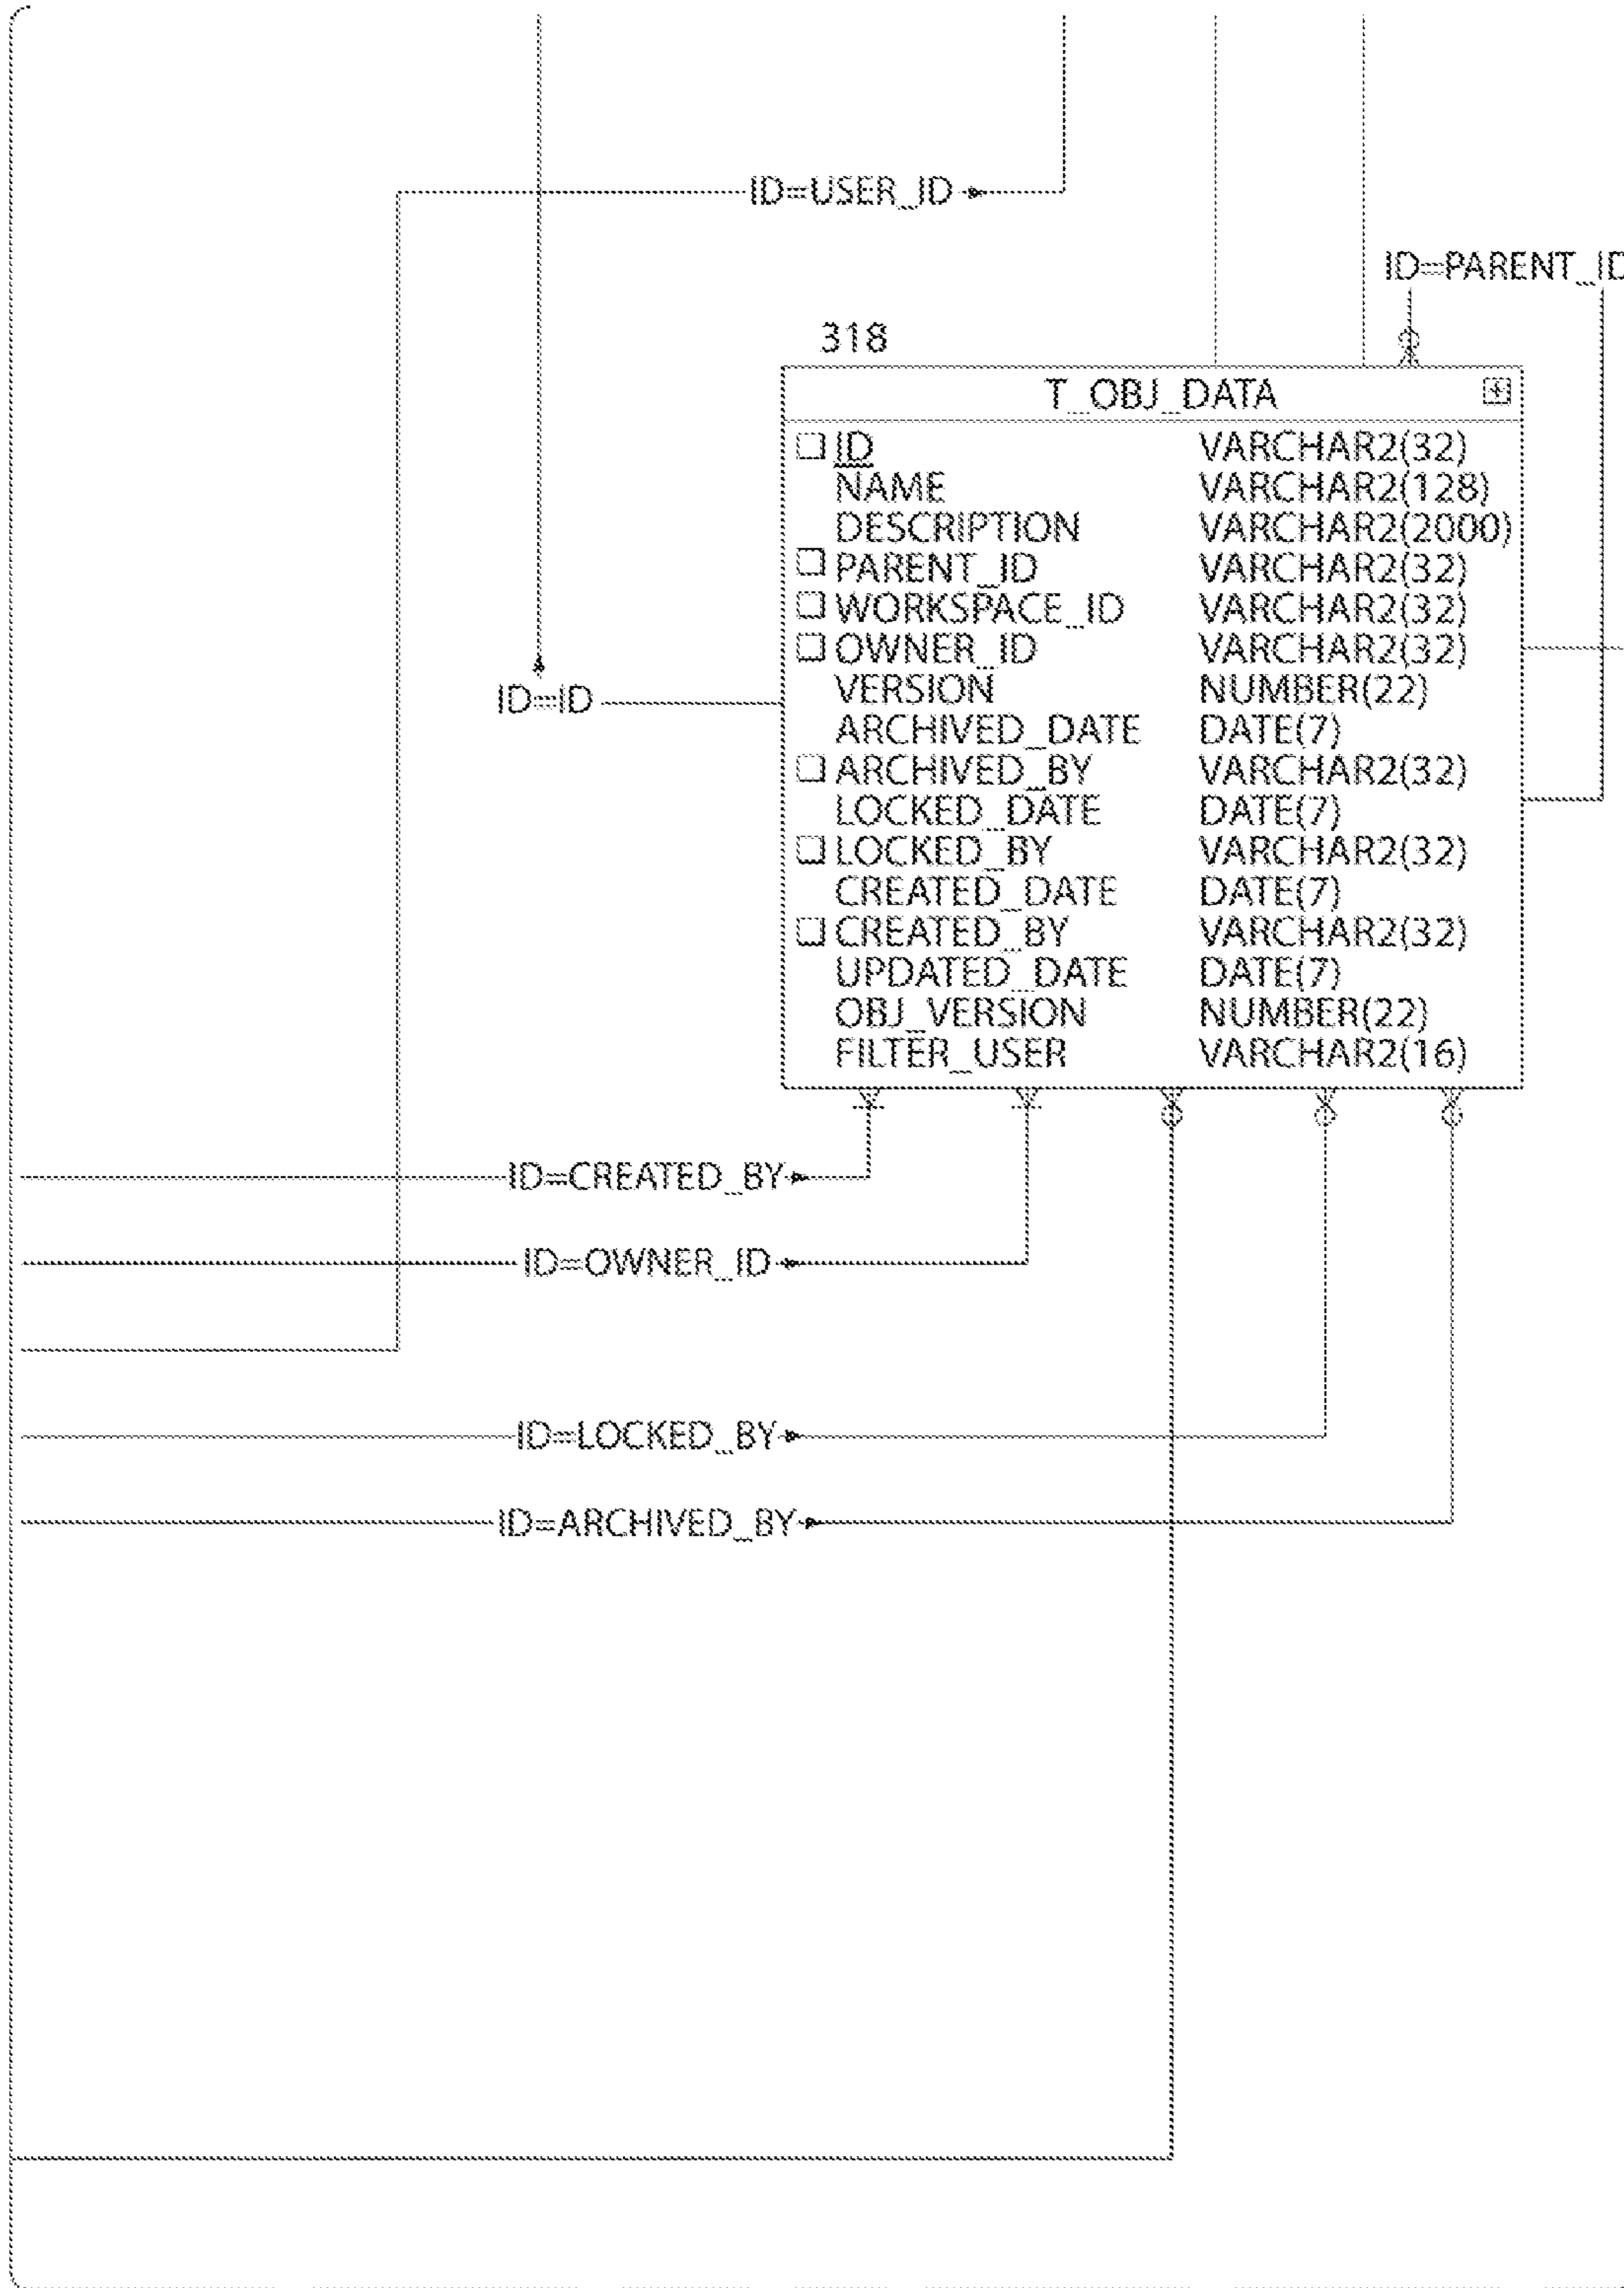 ID=USER_ID
ID=PARENT_ID
318
T_OBJ_DATA
ID VARCHAR2(32)
NAME VARCHAR2(128)
DESCRIPTION VARCHAR2(2000)
PARENT_ID VARCHAR2(32)
WORKSPACE_ID VARCHAR2(32)
OWNER_ID VARCHAR2(32)
VERSION NUMBER(22)
ID=ID
ARCHIVED_DATE DATE(7)
ARCHIVED_BY VARCHAR2(32)
LOCKED_DATE DATE(7)
LOCKED_BY VARCHAR2(32)
CREATED_DATE DATE(7)
CREATED_BY VARCHAR2(32)
UPDATED_DATE DATE(7)
OBJ_VERSION NUMBER(22)
FILTER_USER VARCHAR2(16)
ID=CREATED_BY
ID=OWNER_ID
ID=LOCKED_BY
ID=ARCHIVED_BY